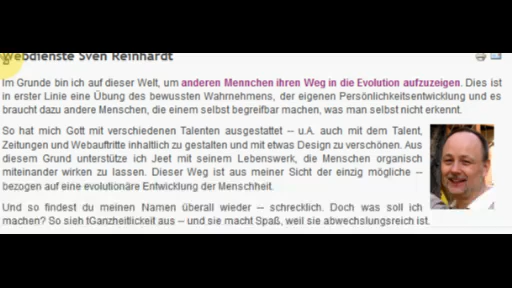 Webdienste Sven Reinhardt
Im Grunde bin ich auf dieser Welt, um anderen Mennchen ihren Weg in die Evolution aufzuzeigen. Dies ist
in erster Linie eine Übung des bewussten Wahrnehmens, der eigenen Persönlichkeitsentwicklung und es
braucht dazu andere Menschen, die einem selbst begreifbar machen, was man selbst nicht erkennt.
So hat mich Gott mit verschiedenen Talenten ausgestattet -- u.A. auch mit dem Talent,
Zeitungen und Webauftritte inhaltlich zu gestalten und mit etwas Design zu verschönen. Aus
diesem Grund unterstütze ich Jeet mit seinem Lebenswerk, die Menschen organisch
miteinander wirken zu lassen. Dieser Weg ist aus meiner Sicht der einzig mögliche --
bezogen auf eine evolutionäre Entwicklung der Menschheit.
Und so findest du meinen Namen überall wieder -- schrecklich. Doch was soll ich
machen? So sieh tGanzheitlickeit aus -- und sie macht Spaß, weil sie abwechslungsreich ist.